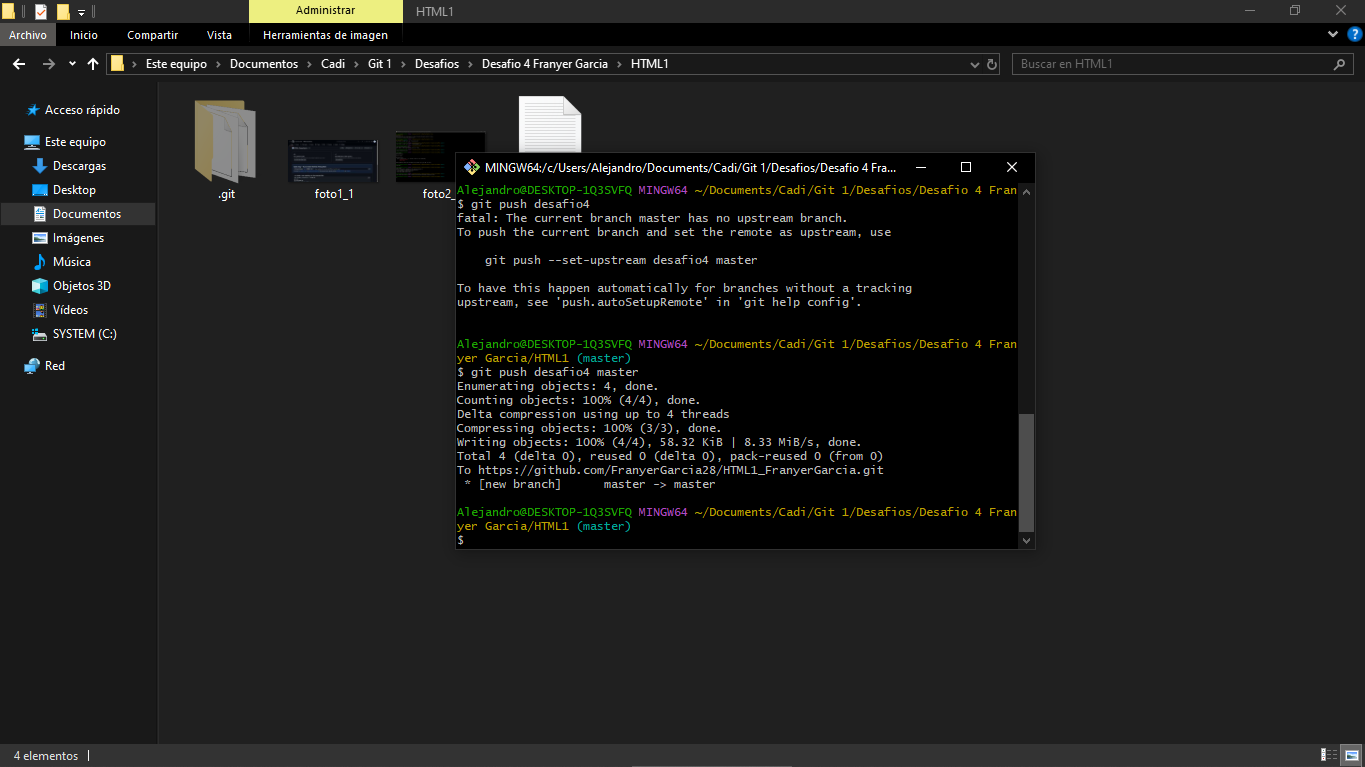 Administrar
HTML1
Archivo
Inicio
Compartir
Vista
Herramientas de imagen
Este equipo
Documentos
Cadi
Git 1
Desafios
Desafio 4 Franyer Garcia
HTML1
Buscar en HTML1
Acceso rápido
Este equipo
Descargas
Desktop
Documentos
Imágenes
Música
Objetos 3D
Vídeos
SYSTEM (C:)
Red
.git
foto1_1
foto2_
MINGW64:/c/Users/Alejandro/Documents/Cadi/Git 1/Desafios/Desafio 4 Fra...
Alejandro@DESKTOP-1Q3SVFQ MINGW64 ~/Documents/Cadi/Git 1/Desafios/Desafio 4 Fran
$ git push desafio4
fatal: The current branch master has no upstream branch.
To push the current branch and set the remote as upstream, use
git push --set-upstream desafio4 master
To have this happen automatically for branches without a tracking
upstream, see 'push.autoSetupRemote' in 'git help config'.
Alejandro@DESKTOP-1Q3SVFQ MINGW64 ~/Documents/Cadi/Git 1/Desafios/Desafio 4 Fran
yer Garcia/HTML1 (master)
$ git push desafio4 master
Enumerating objects: 4, done.
Counting objects: 100% (4/4), done.
Delta compression using up to 4 threads
Compressing objects: 100% (3/3), done.
Writing objects: 100% (4/4), 58.32 KiB | 8.33 MiB/s, done.
Total 4 (delta 0), reused 0 (delta 0), pack-reused 0 (from 0)
To https://github.com/FranyerGarcia28/HTML1_FranyerGarcia.git
* [new branch]      master -> master
Alejandro@DESKTOP-1Q3SVFQ MINGW64 ~/Documents/Cadi/Git 1/Desafios/Desafio 4 Fran
yer Garcia/HTML1 (master)
$
4 elementos